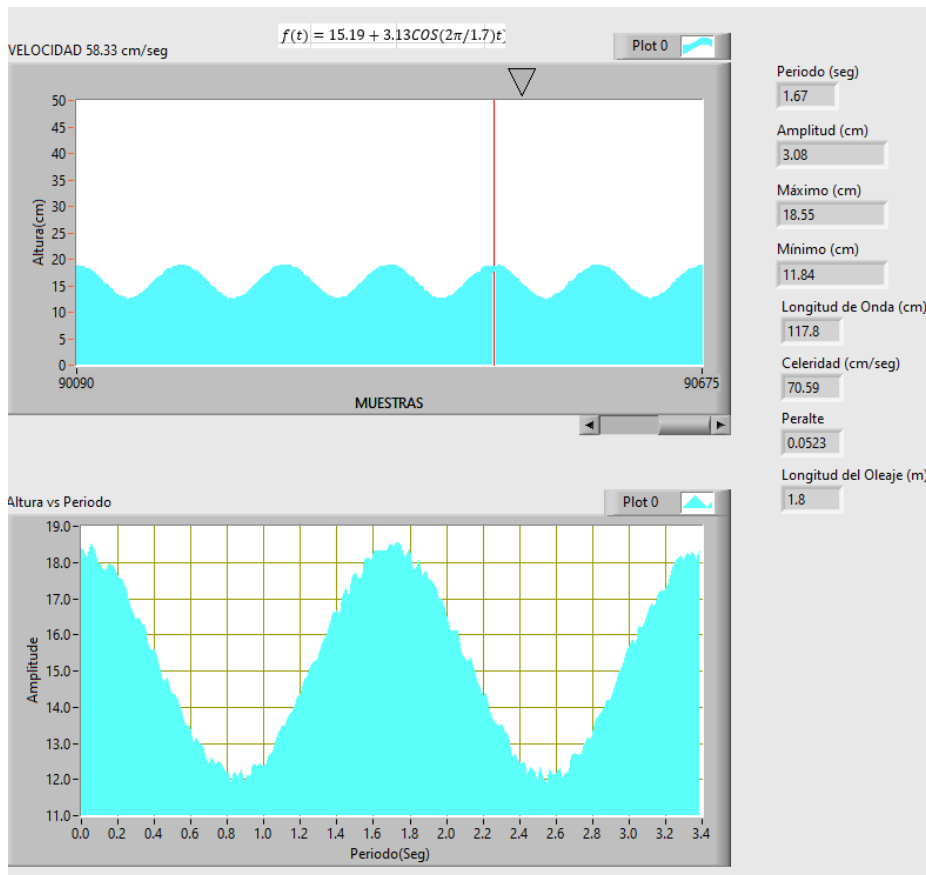 f(t) = 15.19 + 3.13COS(2π/1.7)t)
VELOCIDAD 58.33 cm/seg
Plot 0
50
45
40
35
30
25
20
15
10
5
0
Altura(cm)
90090
90675
MUESTRAS
Periodo (seg)
1.67
Amplitud (cm)
3.08
Máximo (cm)
18.55
Mínimo (cm)
11.84
Longitud de Onda (cm)
117.8
Celeridad (cm/seg)
70.59
Peralte
0.0523
Longitud del Oleaje (m)
1.8
Altura vs Periodo
Plot 0
19.0
18.0
17.0
16.0
15.0
14.0
13.0
12.0
11.0
Amplitude
0.0 0.2 0.4 0.6 0.8 1.0 1.2 1.4 1.6 1.8 2.0 2.2 2.4 2.6 2.8 3.0 3.2 3.4
Periodo(Seg)